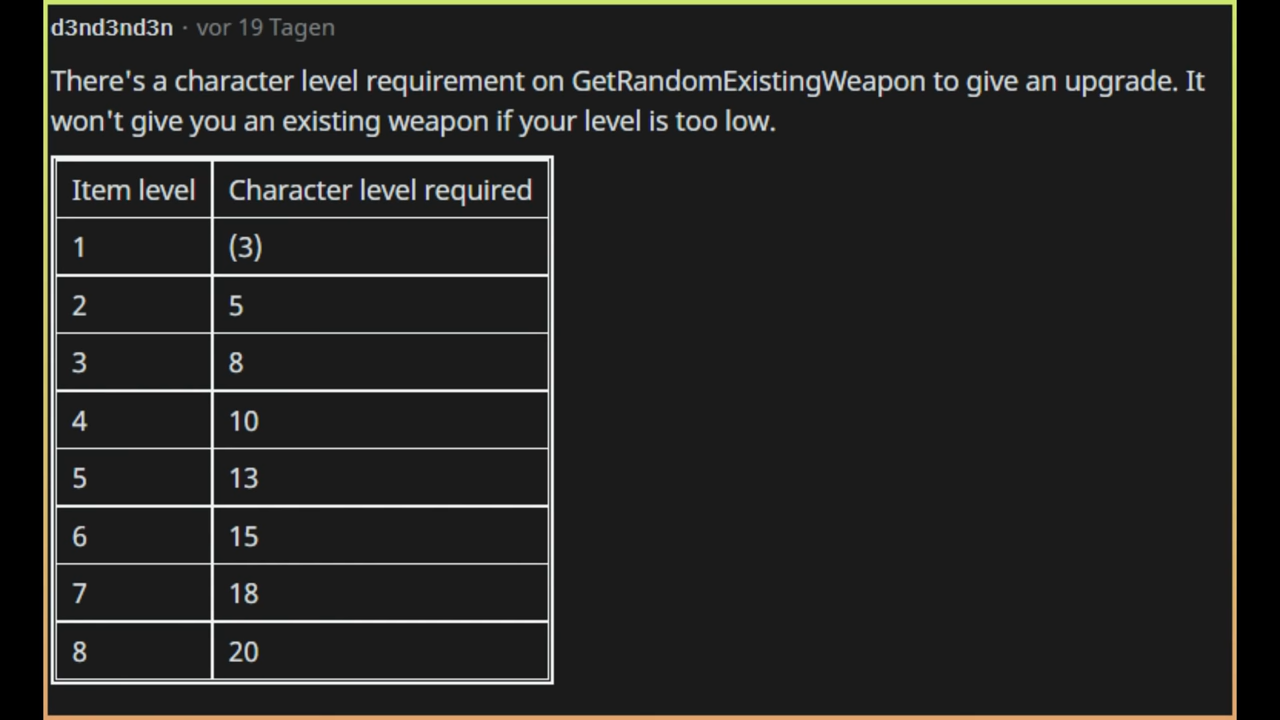 d3nd3nd3n · vor 19 Tagen
There's a character level requirement on GetRandomExistingWeapon to give an upgrade. It
won't give you an existing weapon if your level is too low.
Item level Character level required
1 (3)
2 5
3 8
4 10
5 13
6 15
7 18
8 20